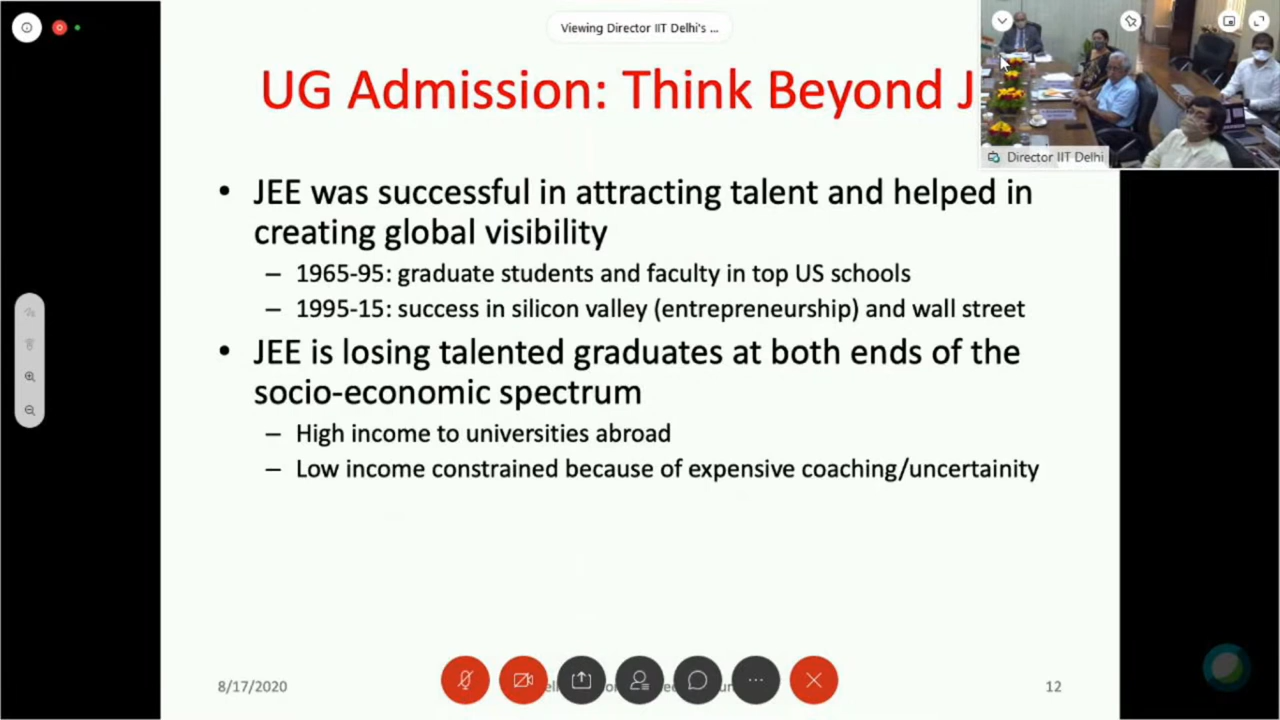 Viewing Director IIT Delhi's ...
UG Admission: Think Beyond J
Director IIT Delhi
• JEE was successful in attracting talent and helped in
creating global visibility
– 1965-95: graduate students and faculty in top US schools
– 1995-15: success in silicon valley (entrepreneurship) and wall street
• JEE is losing talented graduates at both ends of the
socio-economic spectrum
– High income to universities abroad
– Low income constrained because of expensive coaching/uncertainity
8/17/2020
12